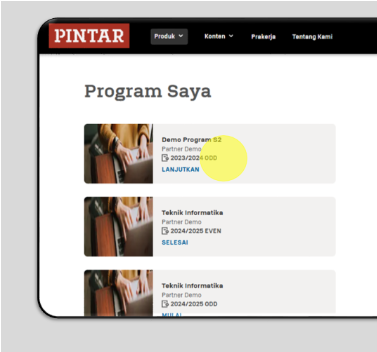 PINTAR
Produk Konten Prakerja Tentang Kami
Program Saya
Demo Program S2
Partner Demo
2023/2024 ODD
LANJUTKAN
Teknik Informatika
Partner Demo
2024/2025 EVEN
SELESAI
Teknik Informatika
Partner Demo
2024/2025 ODD
MULAI